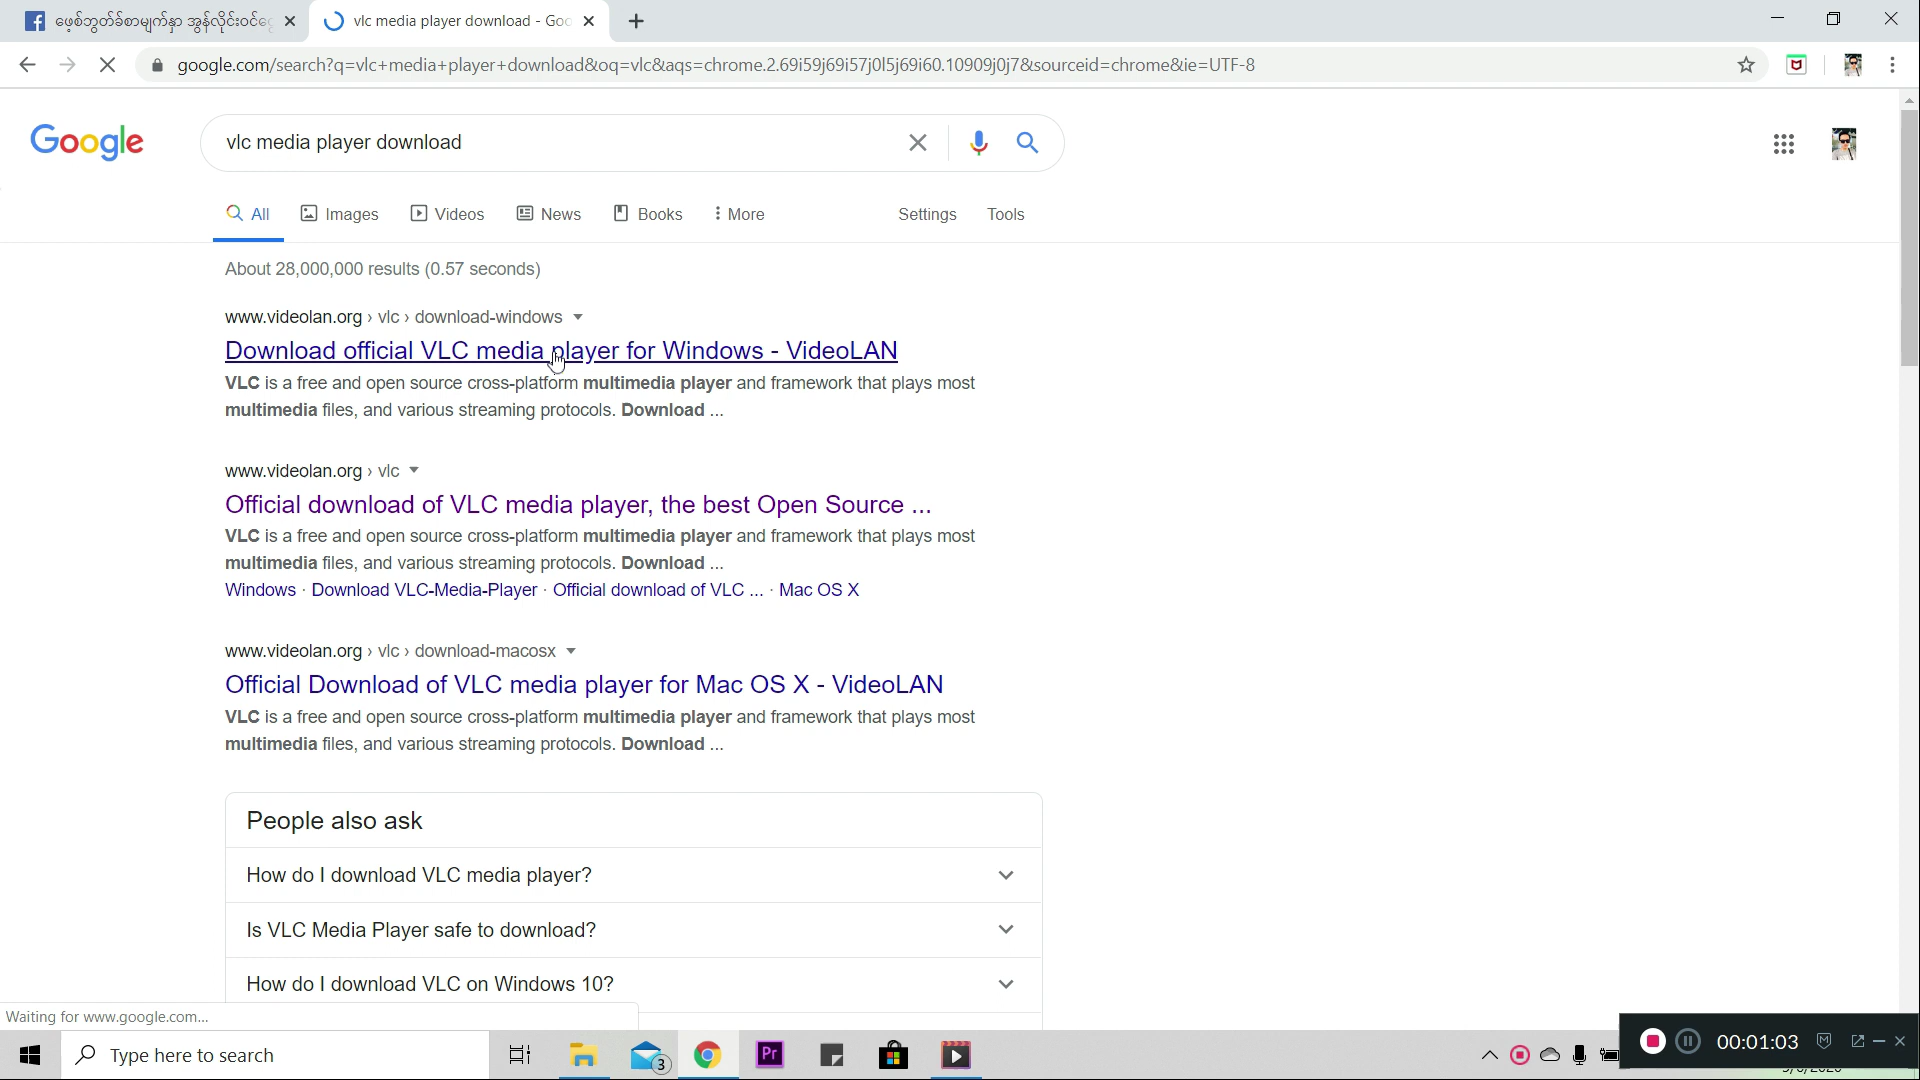 ဖေ့စ်ဘွတ်ခ်စာမျက်နှာ အွန်လိုင်းဝင်ငွေ
vlc media player download - Goo
google.com/search?q=vlc+media+player+download&oq=vlc&aqs=chrome.2.69i59j69i57j0l5j69i60.10909j0j7&sourceid=chrome&ie=UTF-8
Google
vlc media player download
All Images Videos News Books More Settings Tools
About 28,000,000 results (0.57 seconds)
www.videolan.org › vlc › download-windows
Download official VLC media player for Windows - VideoLAN
VLC is a free and open source cross-platform multimedia player and framework that plays most
multimedia files, and various streaming protocols. Download ...
www.videolan.org › vlc
Official download of VLC media player, the best Open Source ...
VLC is a free and open source cross-platform multimedia player and framework that plays most
multimedia files, and various streaming protocols. Download ...
Windows · Download VLC-Media-Player · Official download of VLC ... · Mac OS X
www.videolan.org › vlc › download-macosx
Official Download of VLC media player for Mac OS X - VideoLAN
VLC is a free and open source cross-platform multimedia player and framework that plays most
multimedia files, and various streaming protocols. Download ...
People also ask
How do I download VLC media player?
Is VLC Media Player safe to download?
How do I download VLC on Windows 10?
Waiting for www.google.com...
Type here to search
3
Pr
00:01:03